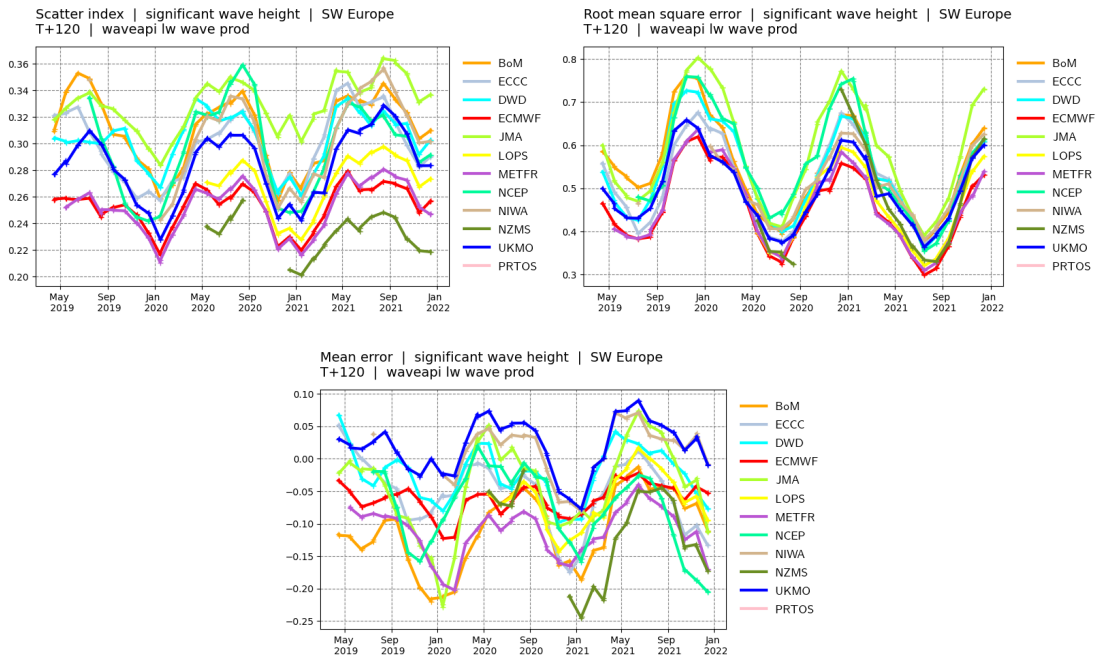 Scatter index | significant wave height | SW Europe
T+120 | waveapi lw wave prod
0.36
0.34
0.32
0.30
0.28
0.26
0.24
0.22
0.20
May 2019
Sep 2019
Jan 2020
May 2020
Sep 2020
Jan 2021
May 2021
Sep 2021
Jan 2022
BoM
ECCC
DWD
ECMWF
JMA
LOPS
METFR
NCEP
NIWA
NZMS
UKMO
PRTOS
Root mean square error | significant wave height | SW Europe
T+120 | waveapi lw wave prod
0.8
0.7
0.6
0.5
0.4
0.3
May 2019
Sep 2019
Jan 2020
May 2020
Sep 2020
Jan 2021
May 2021
Sep 2021
Jan 2022
BoM
ECCC
DWD
ECMWF
JMA
LOPS
METFR
NCEP
NIWA
NZMS
UKMO
PRTOS
Mean error | significant wave height | SW Europe
T+120 | waveapi lw wave prod
0.10
0.05
0.00
−0.05
−0.10
−0.15
−0.20
−0.25
May 2019
Sep 2019
Jan 2020
May 2020
Sep 2020
Jan 2021
May 2021
Sep 2021
Jan 2022
BoM
ECCC
DWD
ECMWF
JMA
LOPS
METFR
NCEP
NIWA
NZMS
UKMO
PRTOS